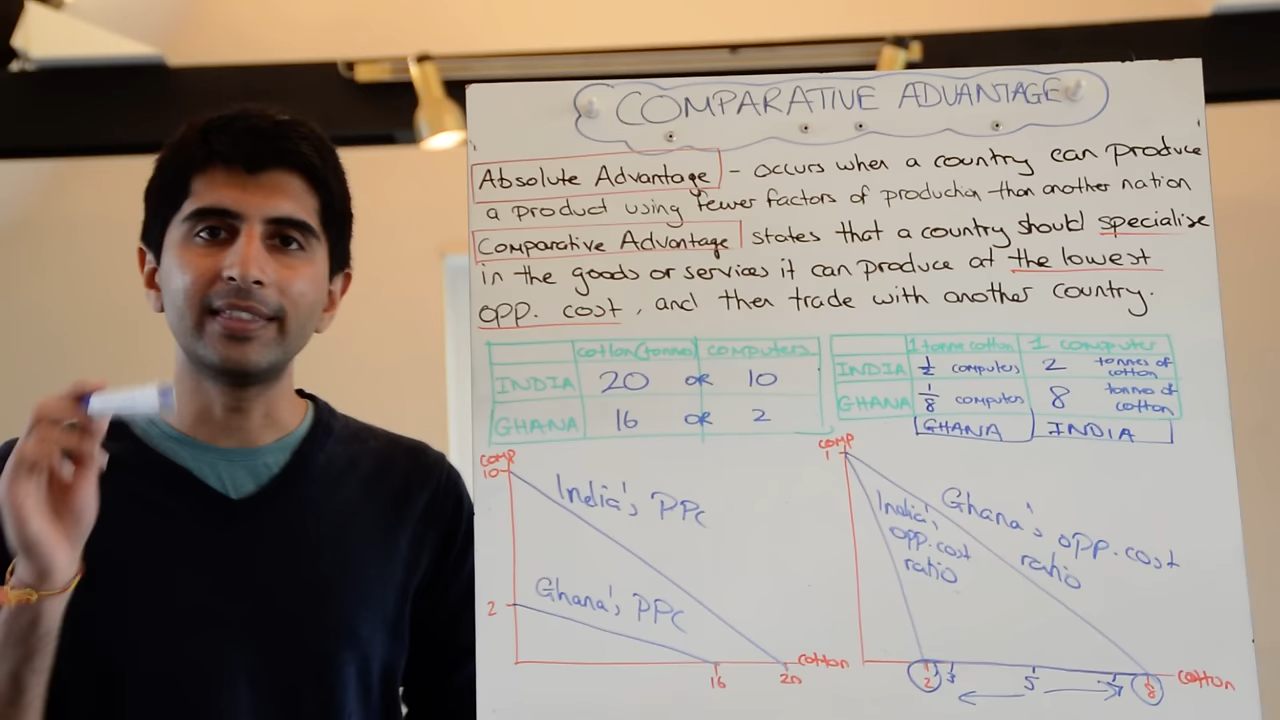 COMPARATIVE ADVANTAGE
Absolute Advantage - occurs when a country can produce
a product using fewer factors of production than another nation
Comparative Advantage states that a country should specialise
in the goods or services it can produce at the lowest
opp. cost, and then trade with another country.
cotton (tonnes) computers
INDIA 20 OR 10
GHANA 16 OR 2
1 tonne cotton 1 computer
INDIA 1/2 computers 2 tonnes of cotton
GHANA 1/8 computers 8 tonnes of cotton
GHANA INDIA
comp
10
India's PPC
2
Ghana's PPC
16 20 cotton
comp
1
India's
opp. cost
ratio
Ghana's opp. cost
ratio
2 3 5 7 8 cotton